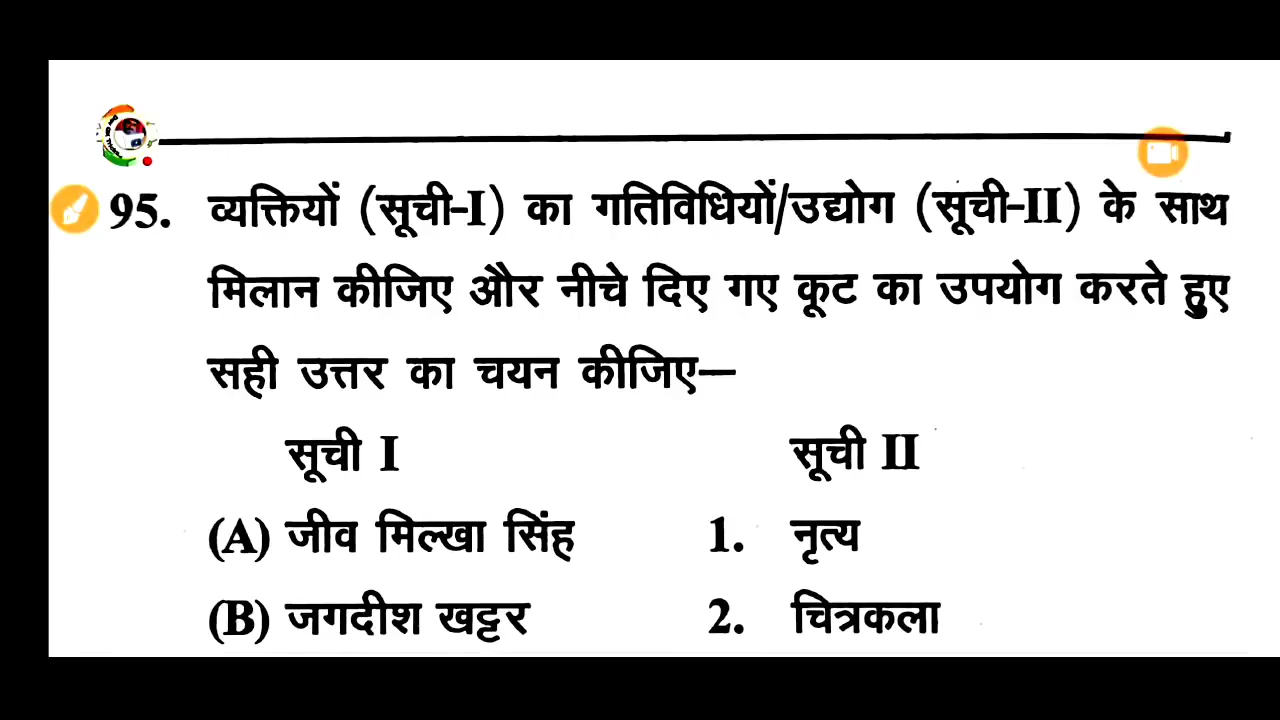 95. व्यक्तियों (सूची-I) का गतिविधियों/उद्योग (सूची-II) के साथ
मिलान कीजिए और नीचे दिए गए कूट का उपयोग करते हुए
सही उत्तर का चयन कीजिए—
सूची I सूची II
(A) जीव मिल्खा सिंह 1. नृत्य
(B) जगदीश खट्टर 2. चित्रकला